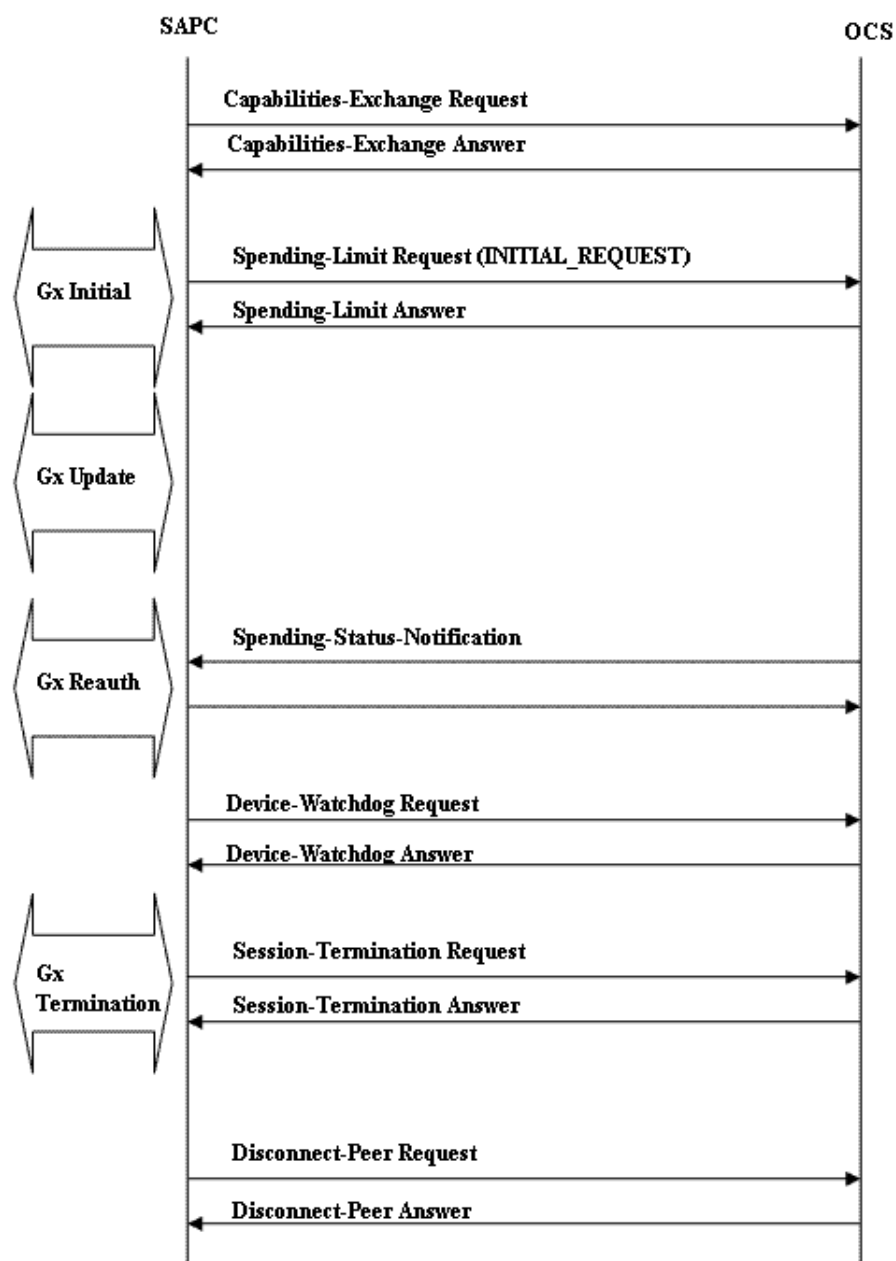 SAPC
OCS
Capabilities-Exchange Request
Capabilities-Exchange Answer
Gx Initial
Spending-Limit Request (INITIAL_REQUEST)
Spending-Limit Answer
Gx Update
Spending-Status-Notification
Gx Reauth
Device-Watchdog Request
Device-Watchdog Answer
Gx
Termination
Session-Termination Request
Session-Termination Answer
Disconnect-Peer Request
Disconnect-Peer Answer